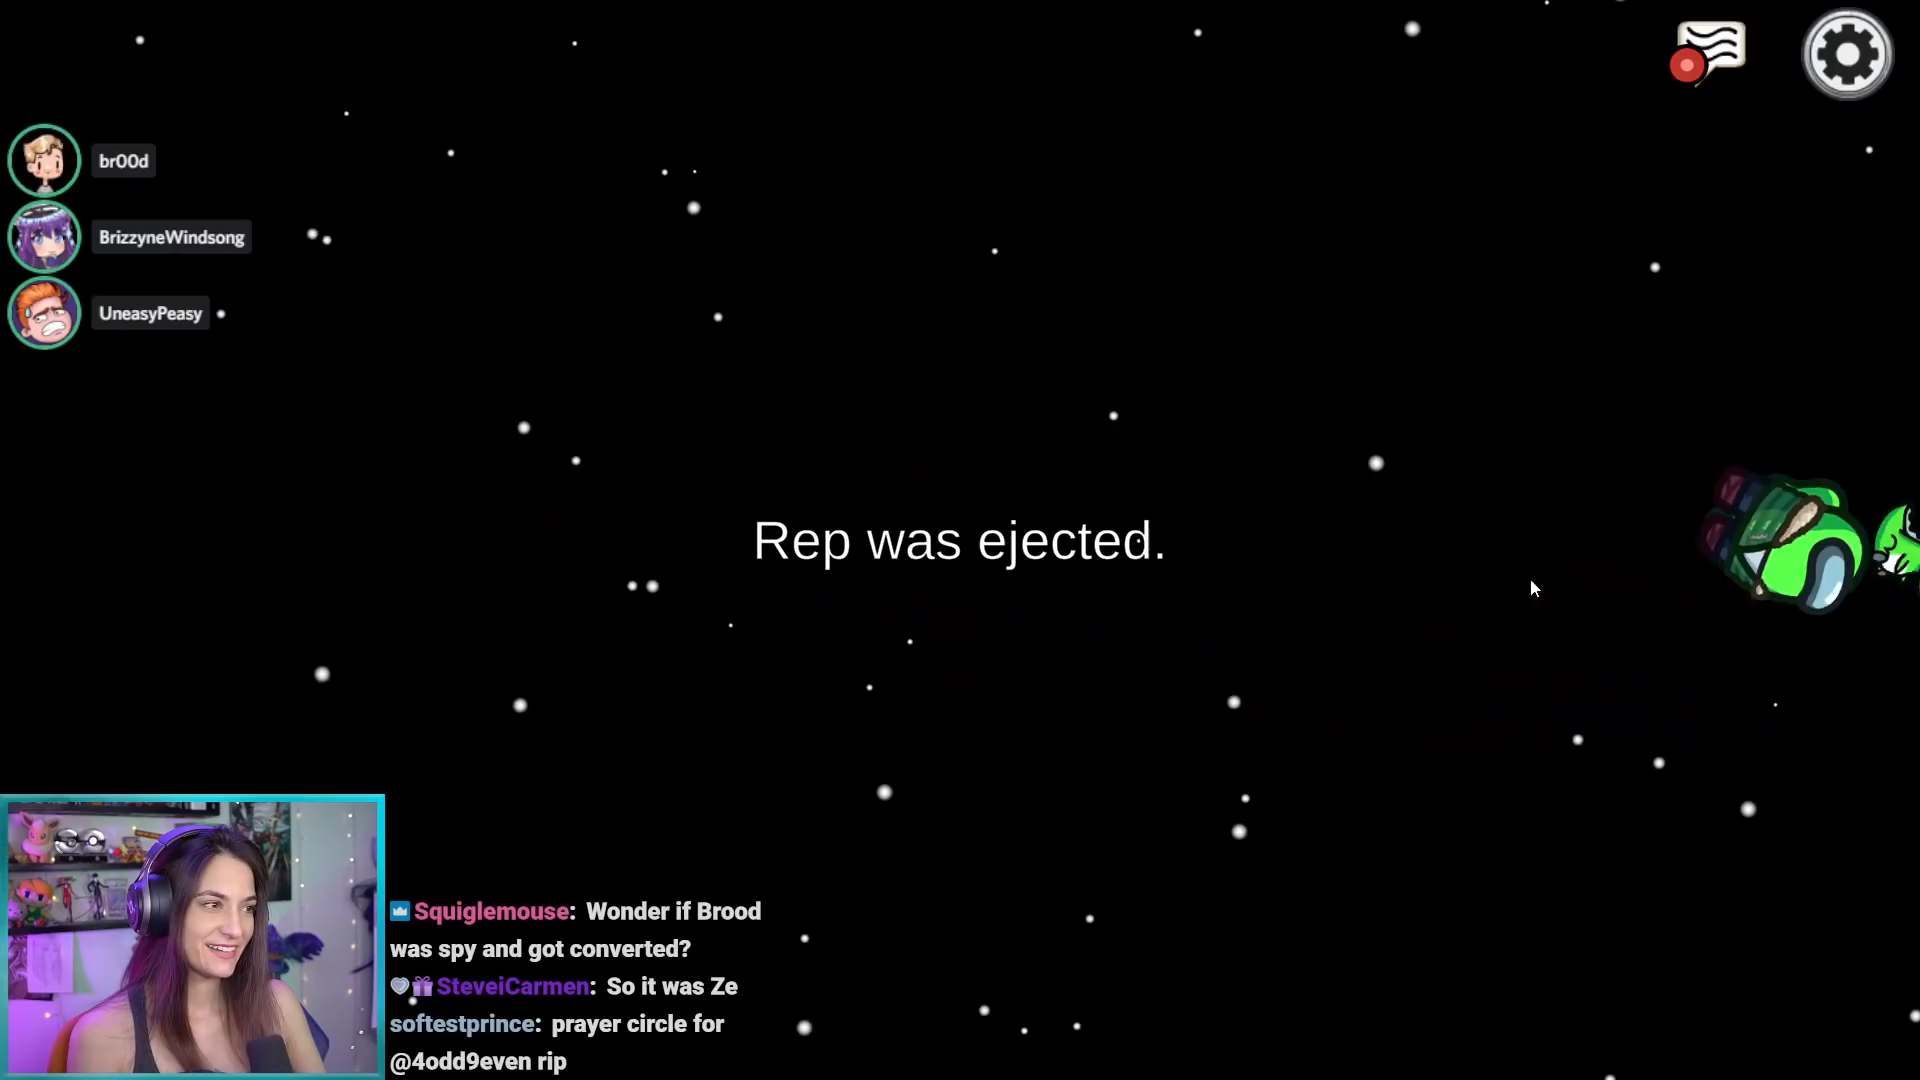 br00d
BrizzyneWindsong
UneasyPeasy
Rep was ejected.
Squiglemouse: Wonder if Brood
was spy and got converted?
SteveiCarmen: So it was Ze
softestprince: prayer circle for
@4odd9even rip